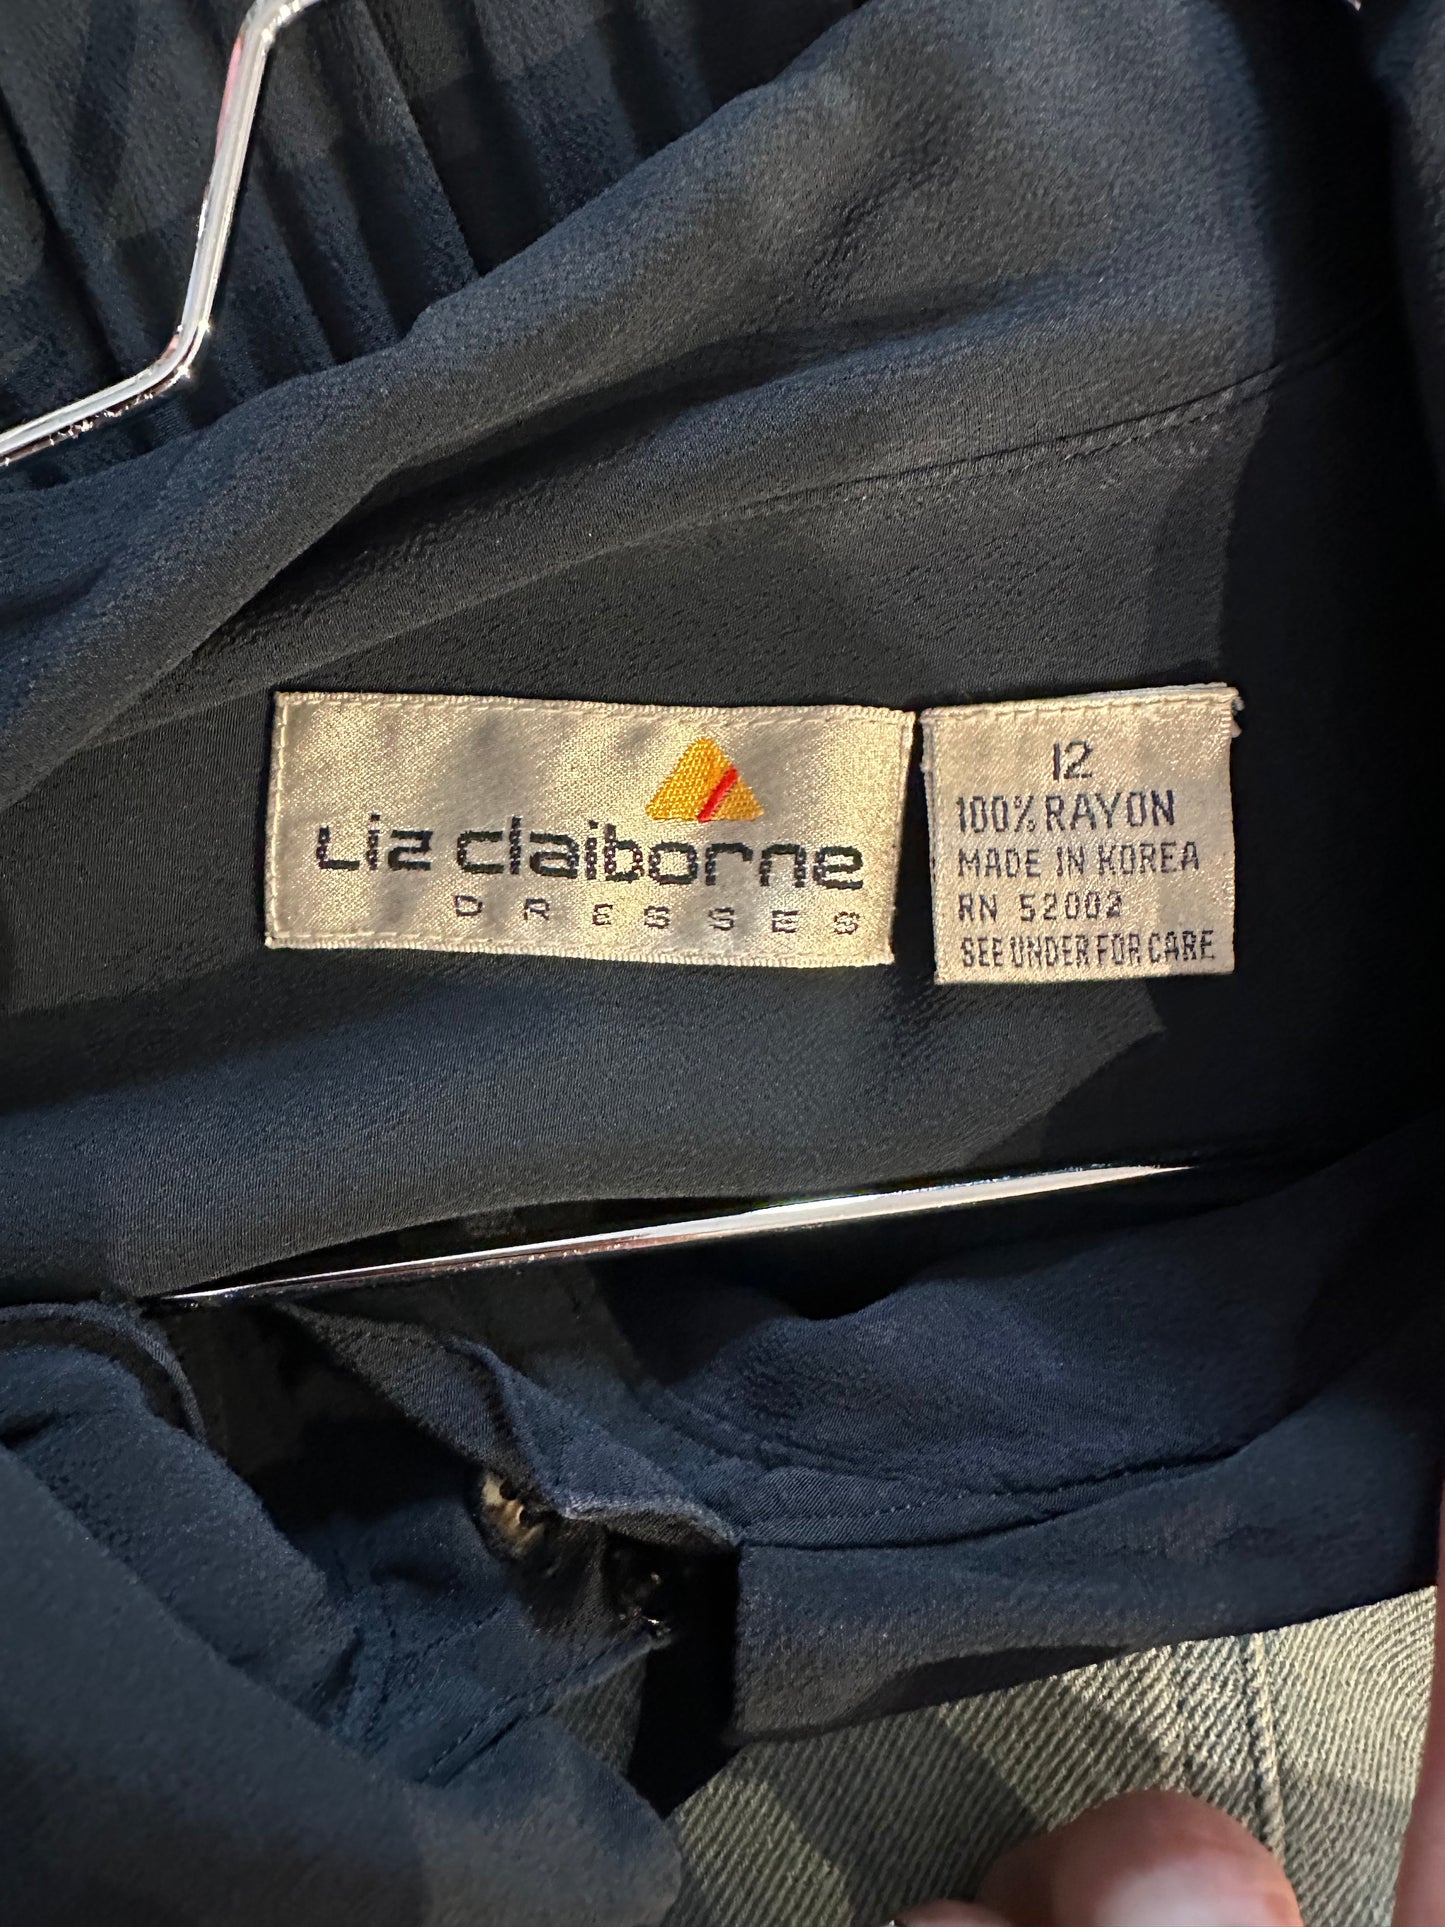 Liz claiborne
DRESSES
12
100% RAYON
MADE IN KOREA
RN 52002
SEE UNDER FOR CARE